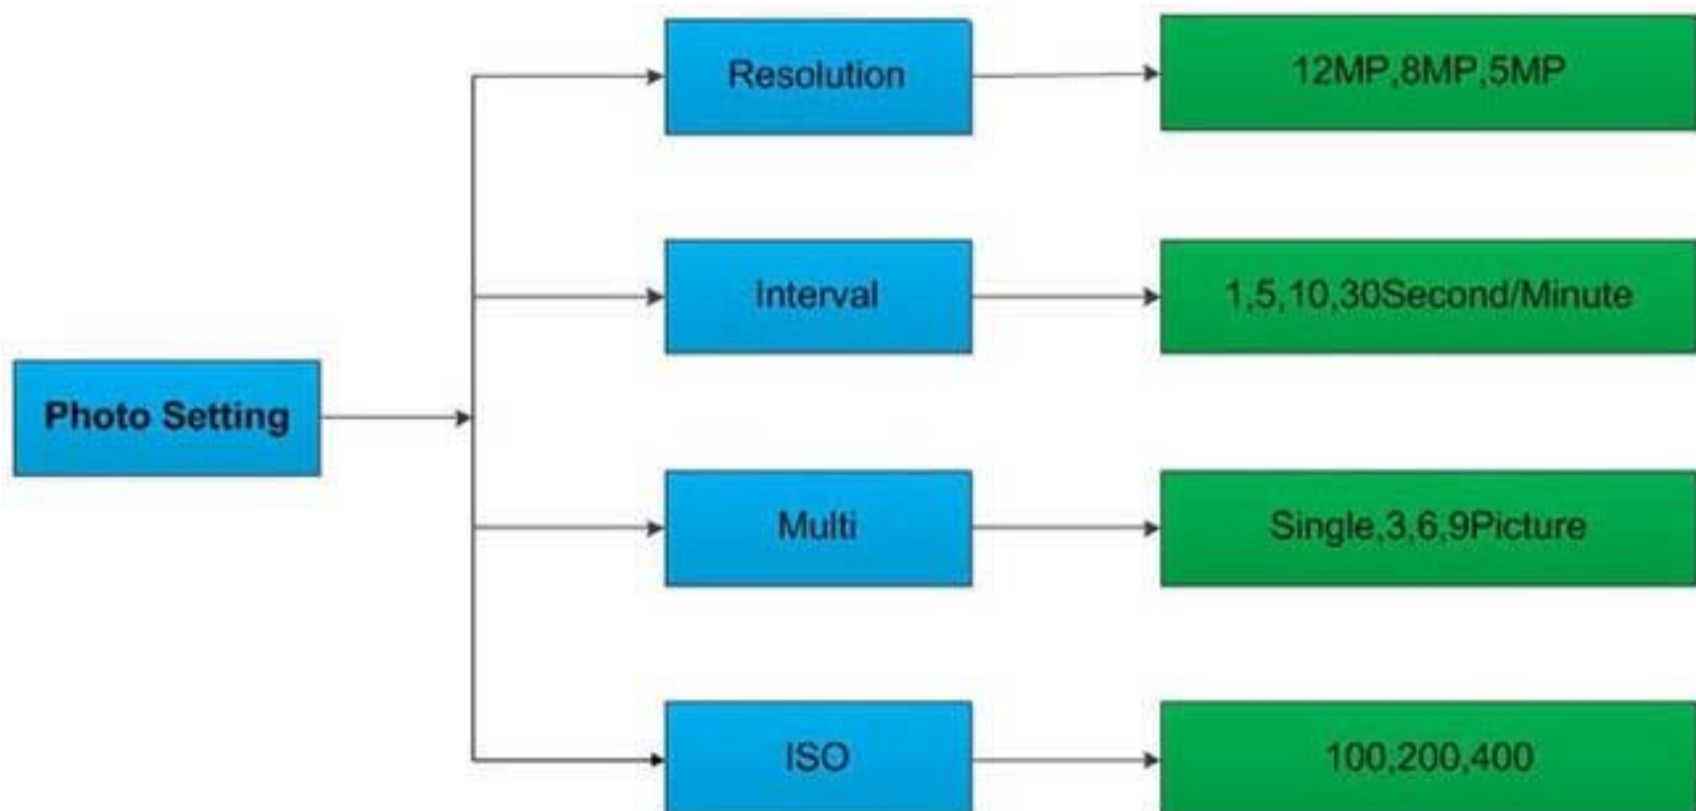 Resolution
12MP,8MP,5MP
Interval
1,5,10,30Second/Minute
Photo Setting
Multi
Single,3,6,9Picture
ISO
100,200,400